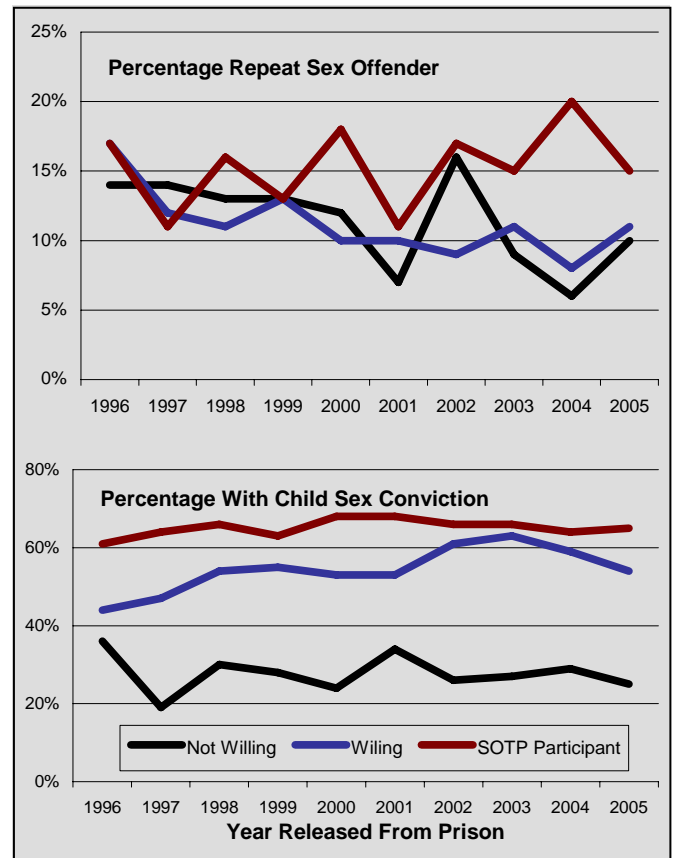 25%
Percentage Repeat Sex Offender
20%
15%
10%
5%
0%
1996 1997 1998 1999 2000 2001 2002 2003 2004 2005
80%
Percentage With Child Sex Conviction
60%
40%
20%
Not Willing Wiling SOTP Participant
0%
1996 1997 1998 1999 2000 2001 2002 2003 2004 2005
Year Released From Prison